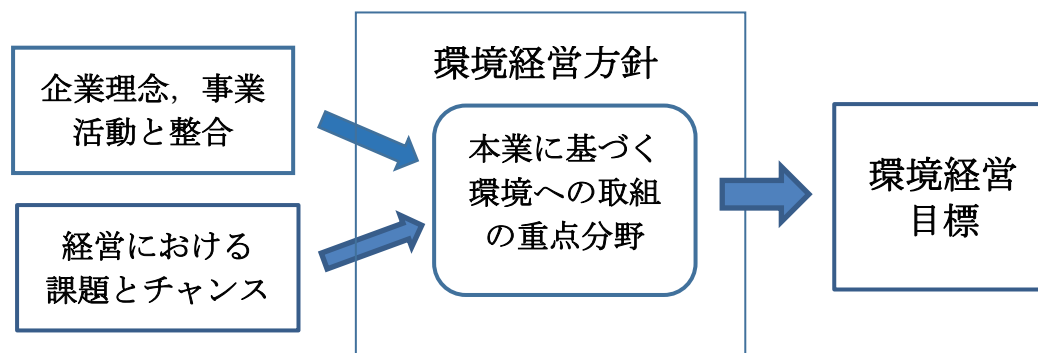 企業理念，事業
活動と整合
経営における
課題とチャンス
環境経営方針
本業に基づく
環境への取組
の重点分野
環境経営
目標